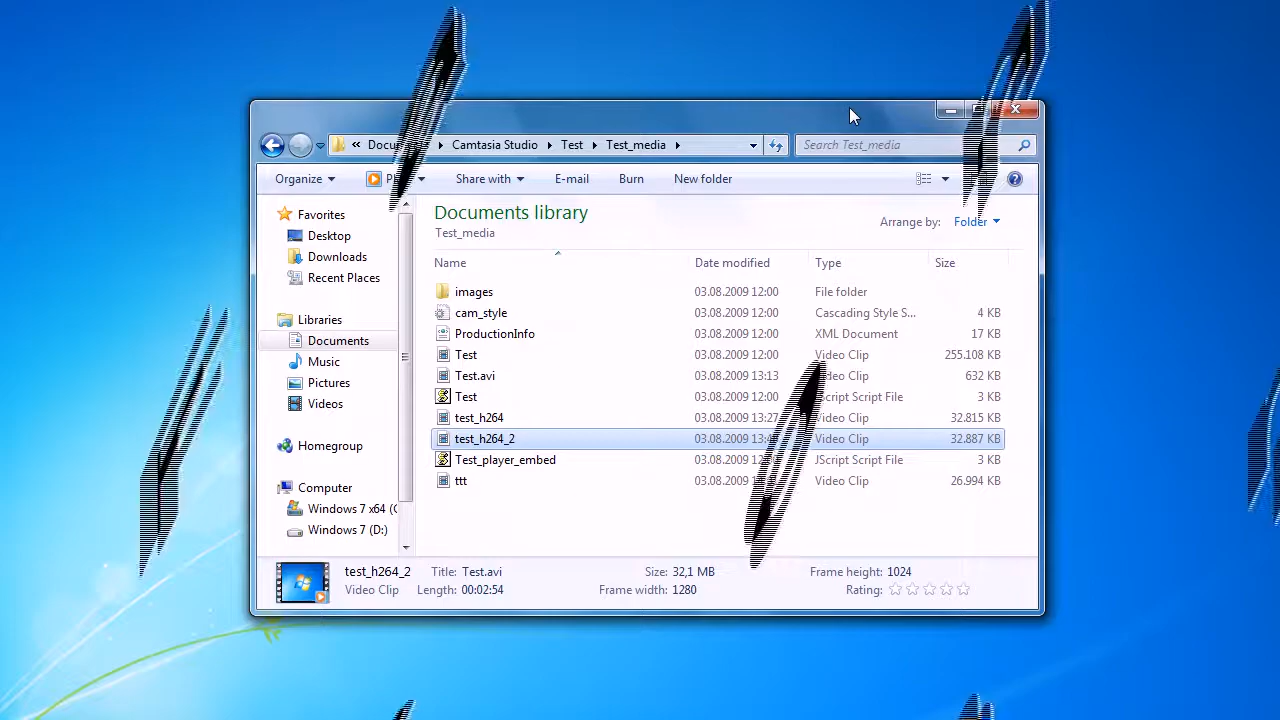 Camtasia Studio Test Test_media Search Test_media
Organize Share with E-mail Burn New folder
Favorites
Desktop
Downloads
Recent Places
Libraries
Documents
Music
Pictures
Videos
Homegroup
Computer
Windows 7 x64 (
Windows 7 (D:)
Documents library
Test_media
Arrange by: Folder
Name Date modified Type Size
images 03.08.2009 12:00 File folder
cam_style 03.08.2009 12:00 Cascading Style S... 4 KB
ProductionInfo 03.08.2009 12:00 XML Document 17 KB
Test 03.08.2009 12:00 Video Clip 255.108 KB
Test.avi 03.08.2009 13:13 Video Clip 632 KB
Test 03.08.2009 12:00 JScript Script File 3 KB
test_h264 03.08.2009 13:27 Video Clip 32.815 KB
test_h264_2 03.08.2009 Video Clip 32.887 KB
Test_player_embed 03.08.2009 JScript Script File 3 KB
ttt 03.08.2009 Video Clip 26.994 KB
test_h264_2 Title: Test.avi Size: 32,1 MB Frame height: 1024
Video Clip Length: 00:02:54 Frame width: 1280 Rating: